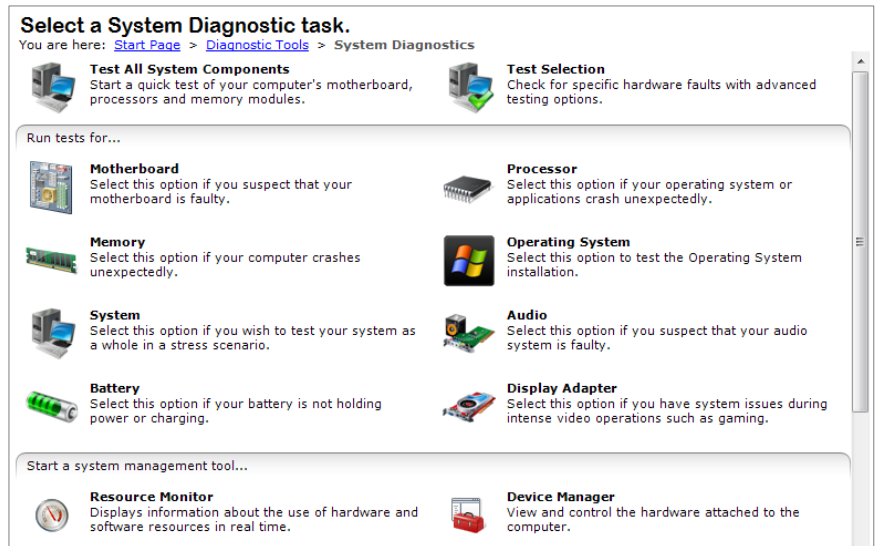 Select a System Diagnostic task.
You are here: Start Page > Diagnostic Tools > System Diagnostics
Test All System Components
Start a quick test of your computer's motherboard,
processors and memory modules.
Test Selection
Check for specific hardware faults with advanced
testing options.
Run tests for...
Motherboard
Select this option if you suspect that your
motherboard is faulty.
Processor
Select this option if your operating system or
applications crash unexpectedly.
Memory
Select this option if your computer crashes
unexpectedly.
Operating System
Select this option to test the Operating System
installation.
System
Select this option if you wish to test your system as
a whole in a stress scenario.
Audio
Select this option if you suspect that your audio
system is faulty.
Battery
Select this option if your battery is not holding
power or charging.
Display Adapter
Select this option if you have system issues during
intense video operations such as gaming.
Start a system management tool...
Resource Monitor
Displays information about the use of hardware and
software resources in real time.
Device Manager
View and control the hardware attached to the
computer.